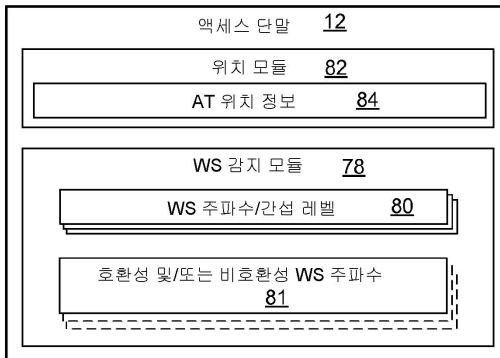 액세스 단말 12
위치 모듈 82
AT 위치 정보 84
WS 감지 모듈 78
WS 주파수/간섭 레벨 80
호환성 및/또는 비호환성 WS 주파수
81